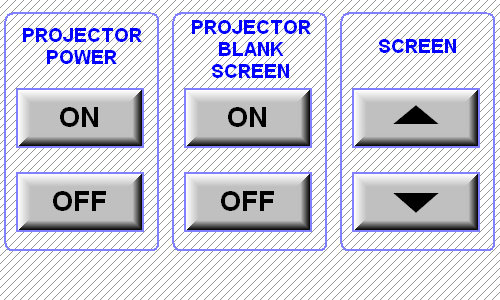 PROJECTOR
POWER
ON
OFF
PROJECTOR
BLANK
SCREEN
ON
OFF
SCREEN